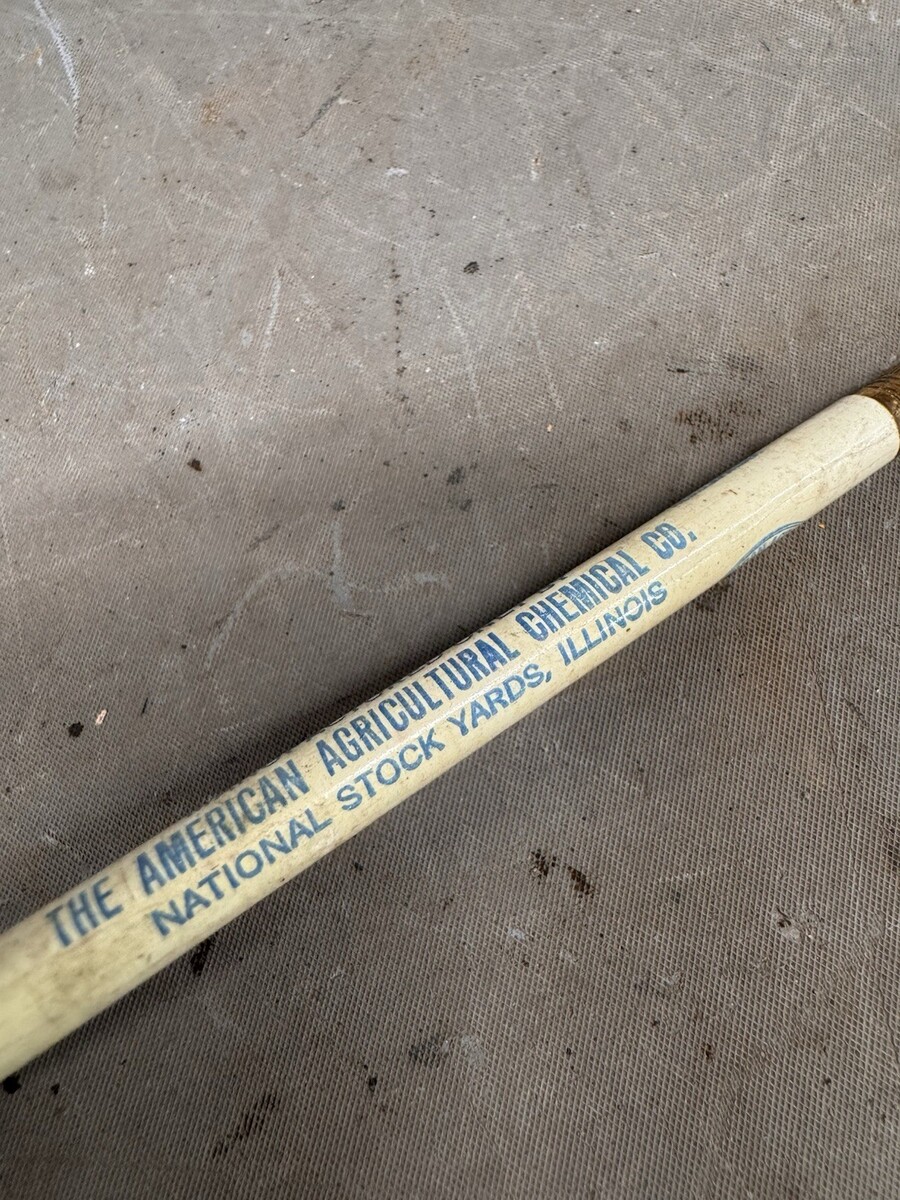 THE AMERICAN AGRICULTURAL CHEMICAL CO.
NATIONAL STOCK YARDS, ILLINOIS